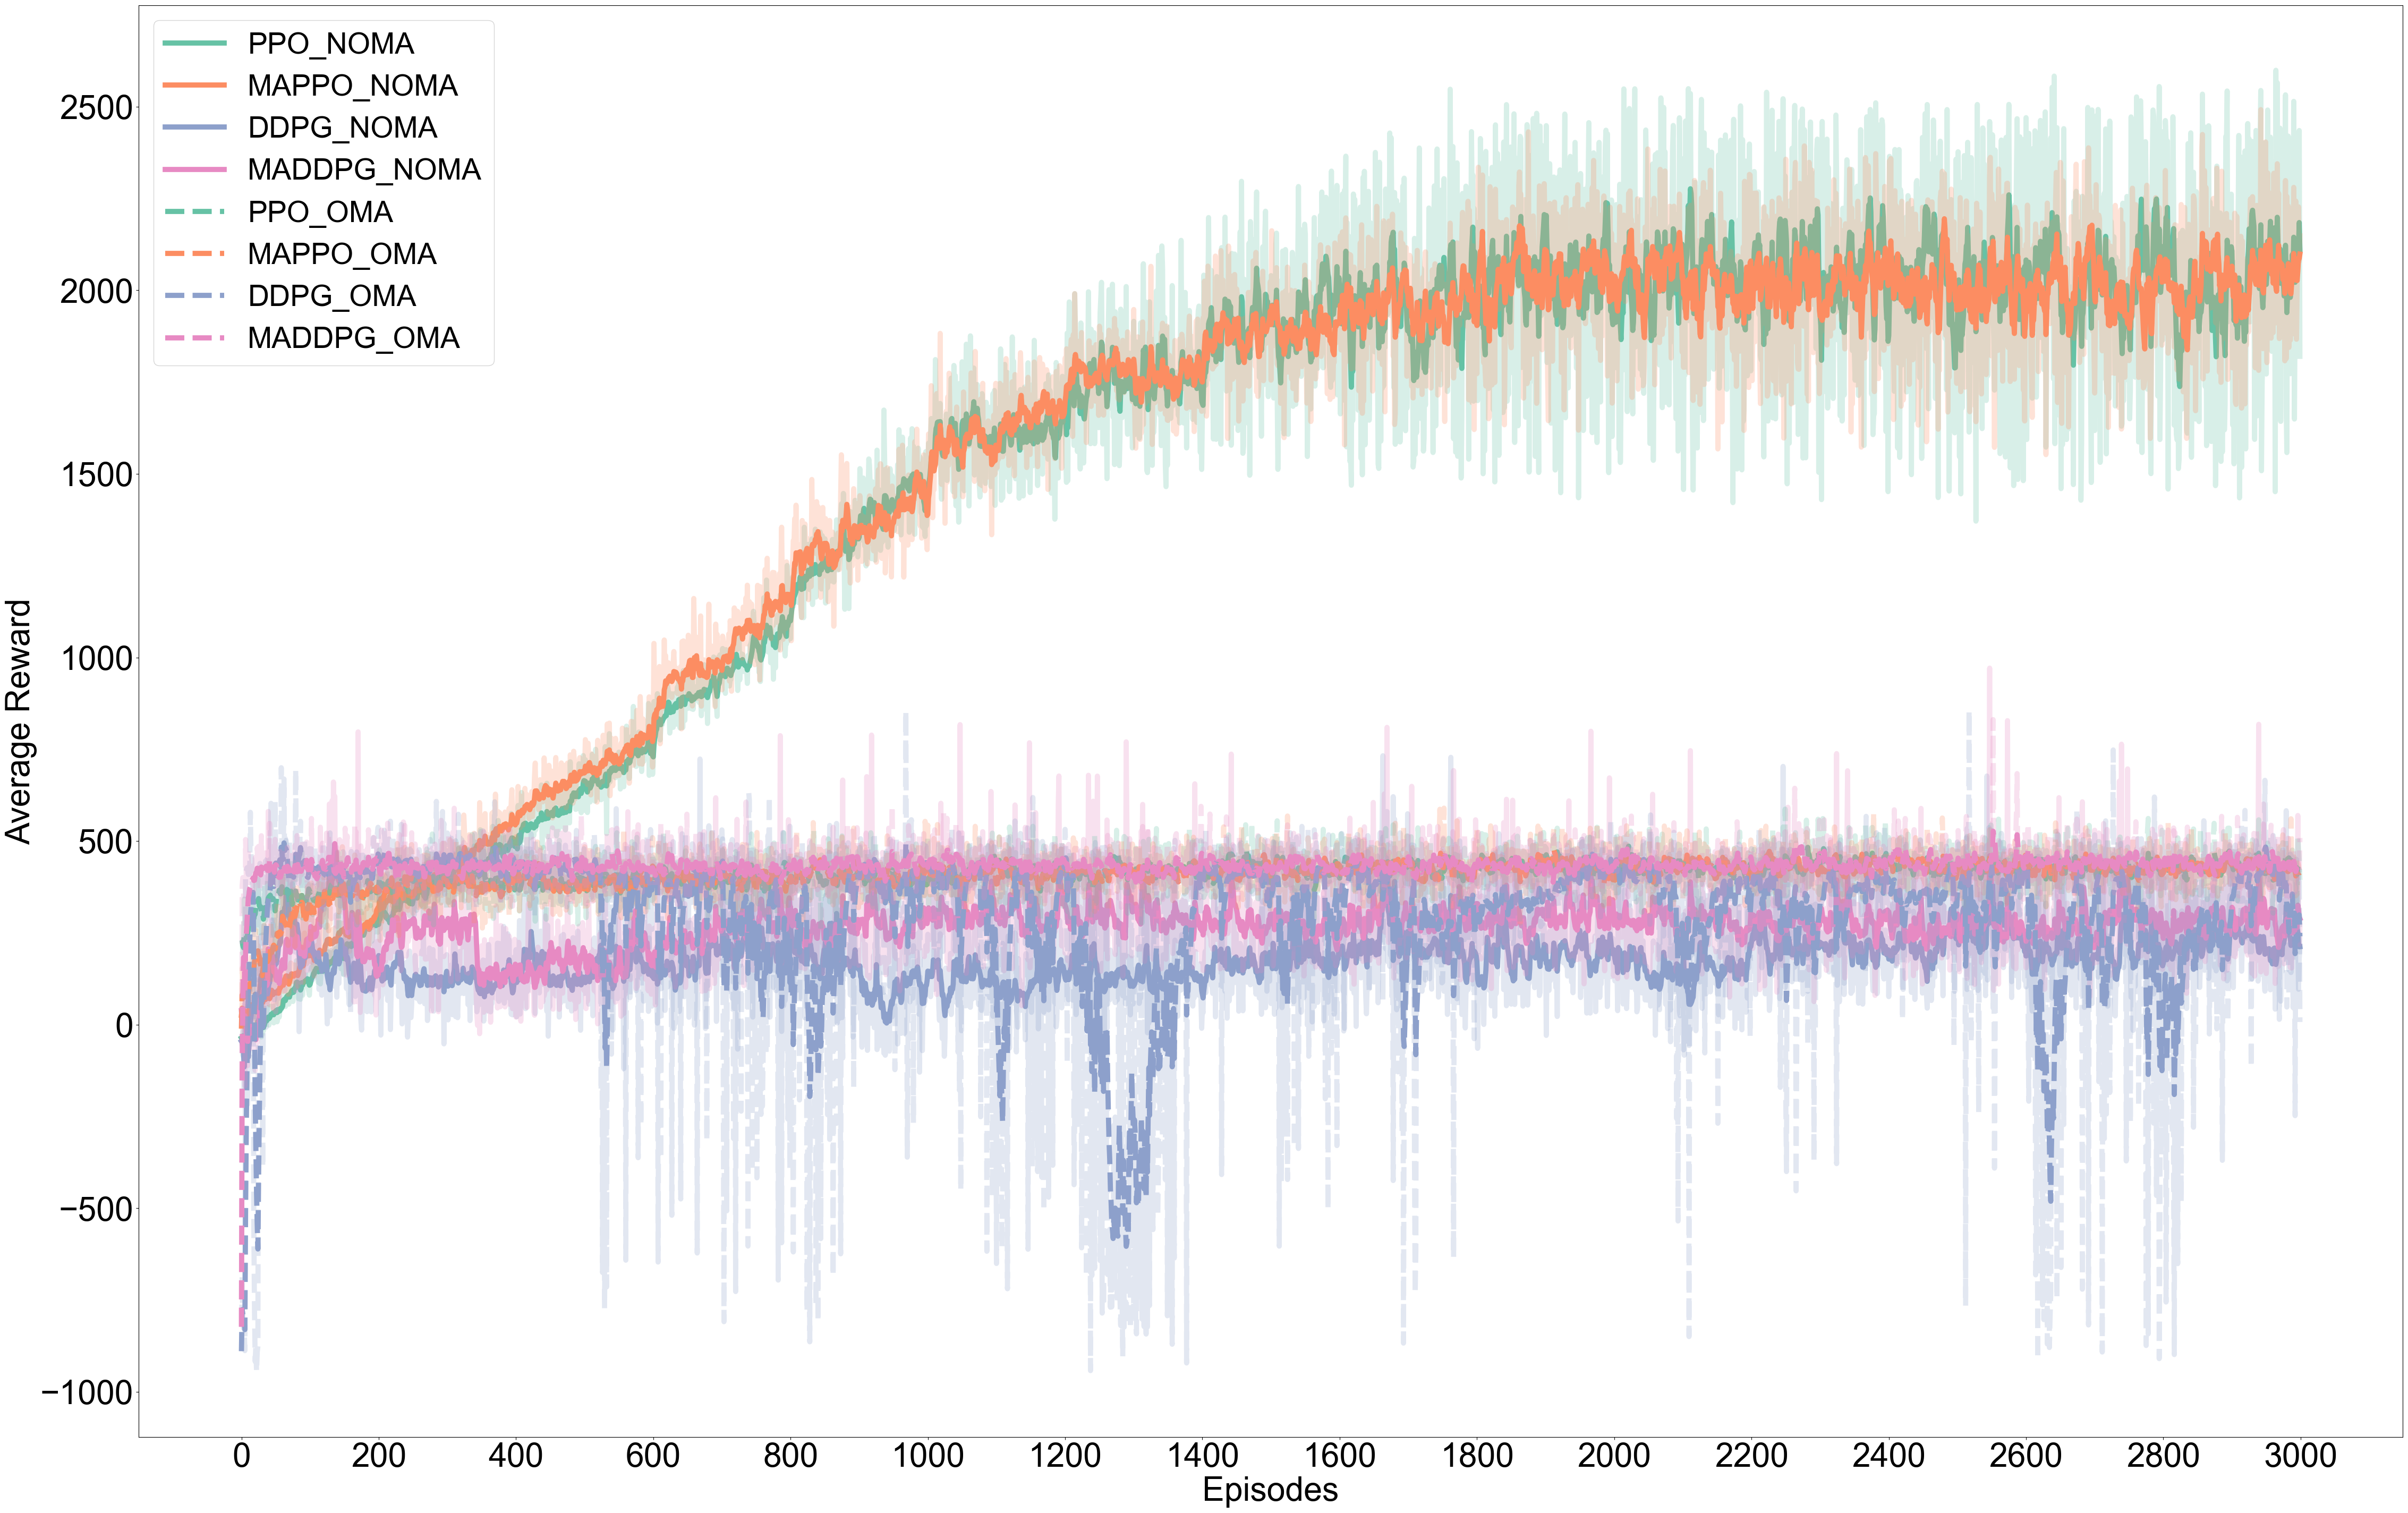 PPO_NOMA
MAPPO_NOMA
DDPG_NOMA
MADDPG_NOMA
PPO_OMA
MAPPO_OMA
DDPG_OMA
MADDPG_OMA
2500
2000
1500
1000
500
0
−500
−1000
Average Reward
0 200 400 600 800 1000 1200 1400 1600 1800 2000 2200 2400 2600 2800 3000
Episodes